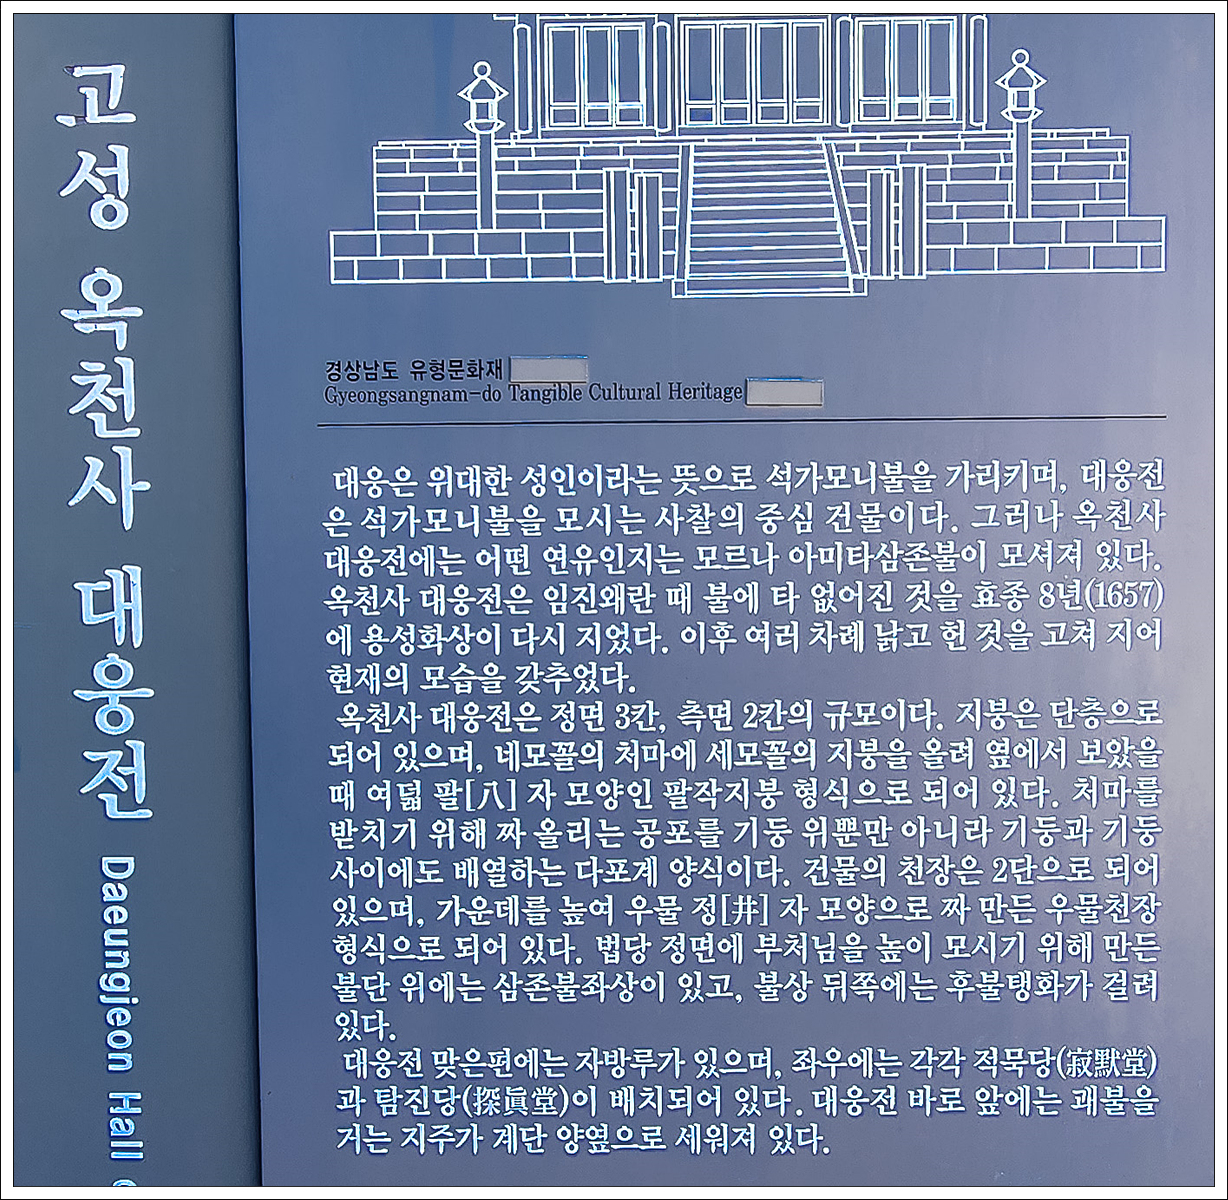 고성 옥천사 대웅전 Daeungjeon Hall
경상남도 유형문화재
Gyeongsangnam-do Tangible Cultural Heritage
대웅은 위대한 성인이라는 뜻으로 석가모니불을 가리키며, 대웅전
은 석가모니불을 모시는 사찰의 중심 건물이다. 그러나 옥천사
대웅전에는 어떤 연유인지는 모르나 아미타삼존불이 모셔져 있다.
옥천사 대웅전은 임진왜란 때 불에 타 없어진 것을 효종 8년(1657)
에 용성화상이 다시 지었다. 이후 여러 차례 낡고 헌 것을 고쳐 지어
현재의 모습을 갖추었다.
옥천사 대웅전은 정면 3칸, 측면 2칸의 규모이다. 지붕은 단층으로
되어 있으며, 네모꼴의 처마에 세모꼴의 지붕을 올려 옆에서 보았을
때 여덟 팔[八] 자 모양인 팔작지붕 형식으로 되어 있다. 처마를
받치기 위해 짜 올리는 공포를 기둥 위뿐만 아니라 기둥과 기둥
사이에도 배열하는 다포계 양식이다. 건물의 천장은 2단으로 되어
있으며, 가운데를 높여 우물 정[井] 자 모양으로 짜 만든 우물천장
형식으로 되어 있다. 법당 정면에 부처님을 높이 모시기 위해 만든
불단 위에는 삼존불좌상이 있고, 불상 뒤쪽에는 후불탱화가 걸려
있다.
대웅전 맞은편에는 자방루가 있으며, 좌우에는 각각 적묵당(寂默堂)
과 탐진당(探眞堂)이 배치되어 있다. 대웅전 바로 앞에는 괘불을
거는 지주가 계단 양옆으로 세워져 있다.